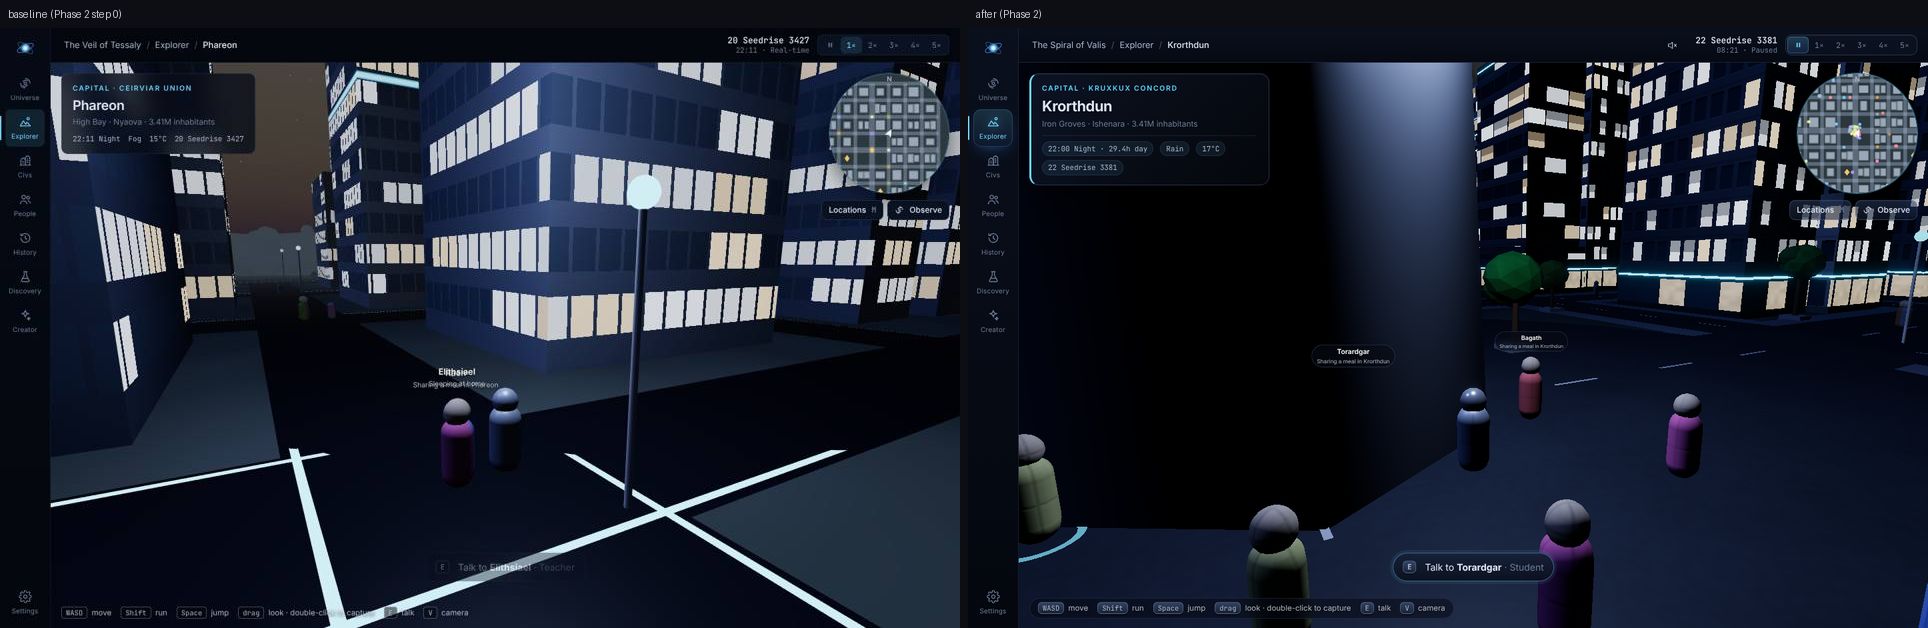 baseline (Phase 2 step 0)
The Veil of Tessaly / Explorer / Phareon
20 Seedrise 3427
22:11 · Real-time
1× 2× 3× 4× 5×
Universe
Explorer
Civs
People
History
Discovery
Creator
Settings
CAPITAL · CEIRVIAR UNION
Phareon
High Bay · Nyaova · 3.41M inhabitants
22:11 Night Fog 15°C 20 Seedrise 3427
N
Locations M
Observe
Elithsiael
E Talk to Elithsiael · Teacher
WASD move Shift run Space jump drag look · double-click to capture E talk V camera
after (Phase 2)
The Spiral of Valis / Explorer / Krorthdun
22 Seedrise 3381
08:21 · Paused
1× 2× 3× 4× 5×
Universe
Explorer
Civs
People
History
Discovery
Creator
Settings
CAPITAL · KRUXKUX CONCORD
Krorthdun
Iron Groves · Ishenara · 3.41M inhabitants
22:00 Night · 29.4h day Rain 17°C
22 Seedrise 3381
N
Locations
Observe
Torardgar
Sharing a meal in Krorthdun
Bagath
Sharing a meal in Krorthdun
E Talk to Torardgar · Student
WASD move Shift run Space jump drag look · double-click to capture E talk V camera